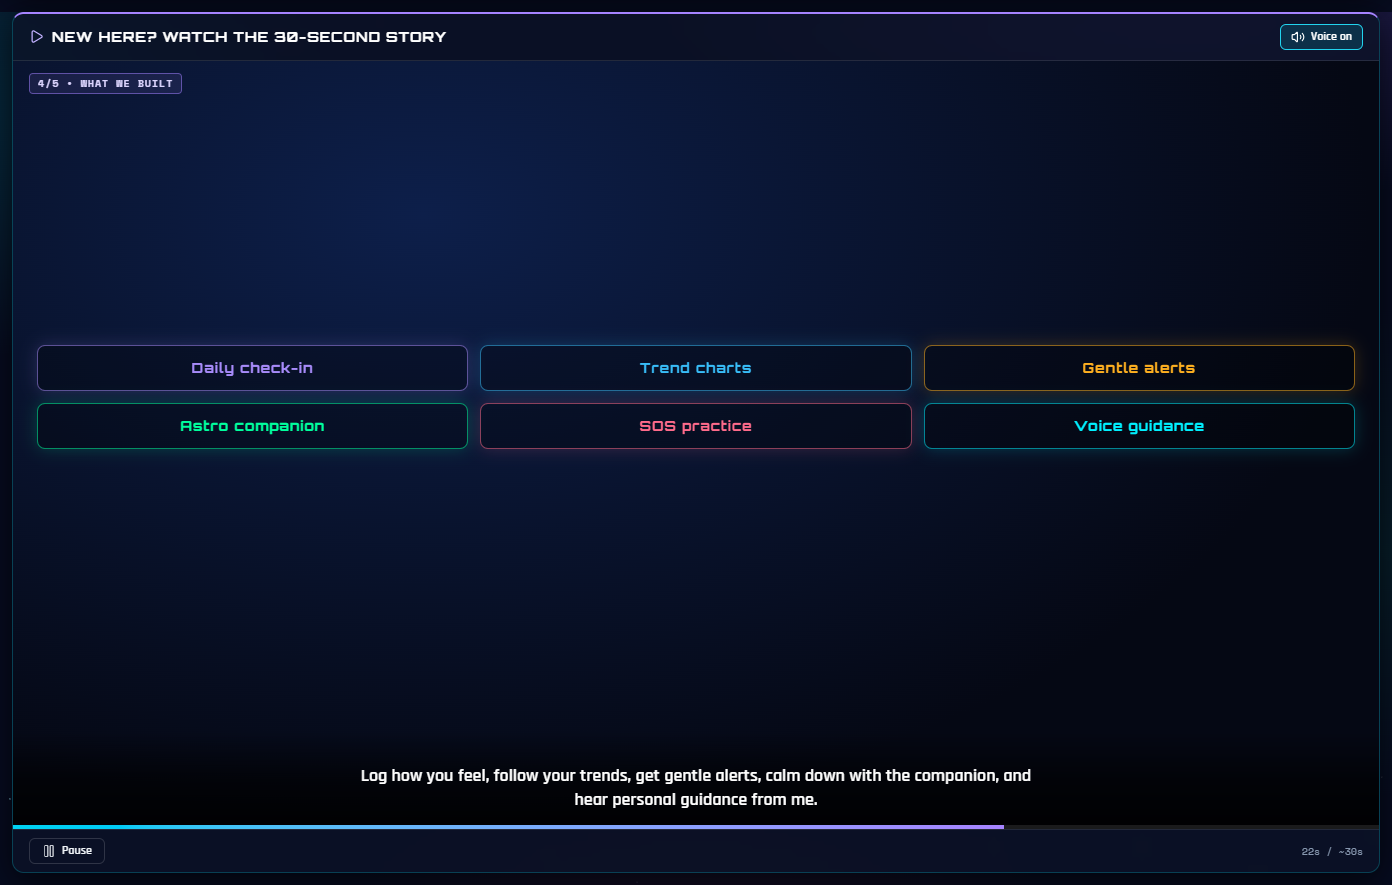 NEW HERE? WATCH THE 30-SECOND STORY
Voice on
4/5 • WHAT WE BUILT
Daily check-in
Trend charts
Gentle alerts
Astro companion
SOS practice
Voice guidance
Log how you feel, follow your trends, get gentle alerts, calm down with the companion, and
hear personal guidance from me.
Pause
22s / ~30s